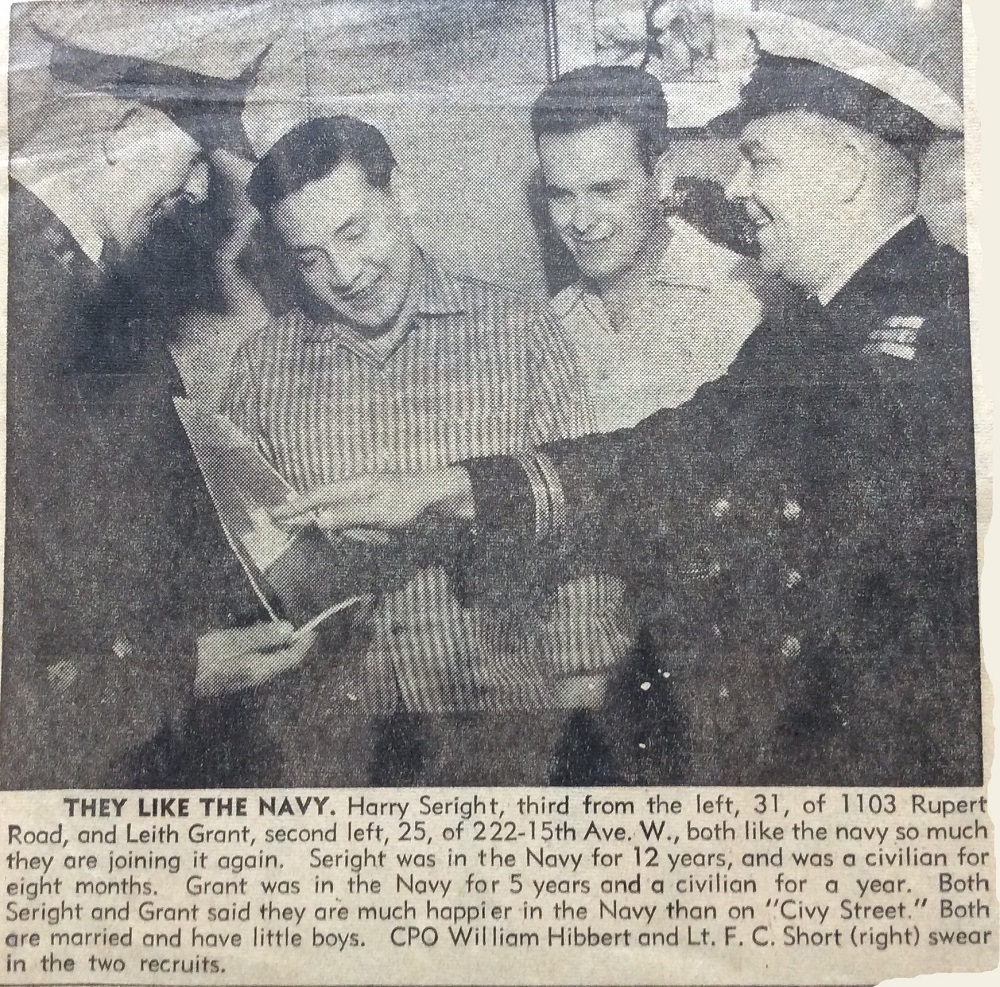 THEY LIKE THE NAVY. Harry Seright, third from the left, 31, of 1103 Rupert
Road, and Leith Grant, second left, 25, of 222-15th Ave. W., both like the navy so much
they are joining it again. Seright was in the Navy for 12 years, and was a civilian for
eight months. Grant was in the Navy for 5 years and a civilian for a year. Both
Seright and Grant said they are much happier in the Navy than on "Civy Street." Both
are married and have little boys. CPO William Hibbert and Lt. F. C. Short (right) swear
in the two recruits.